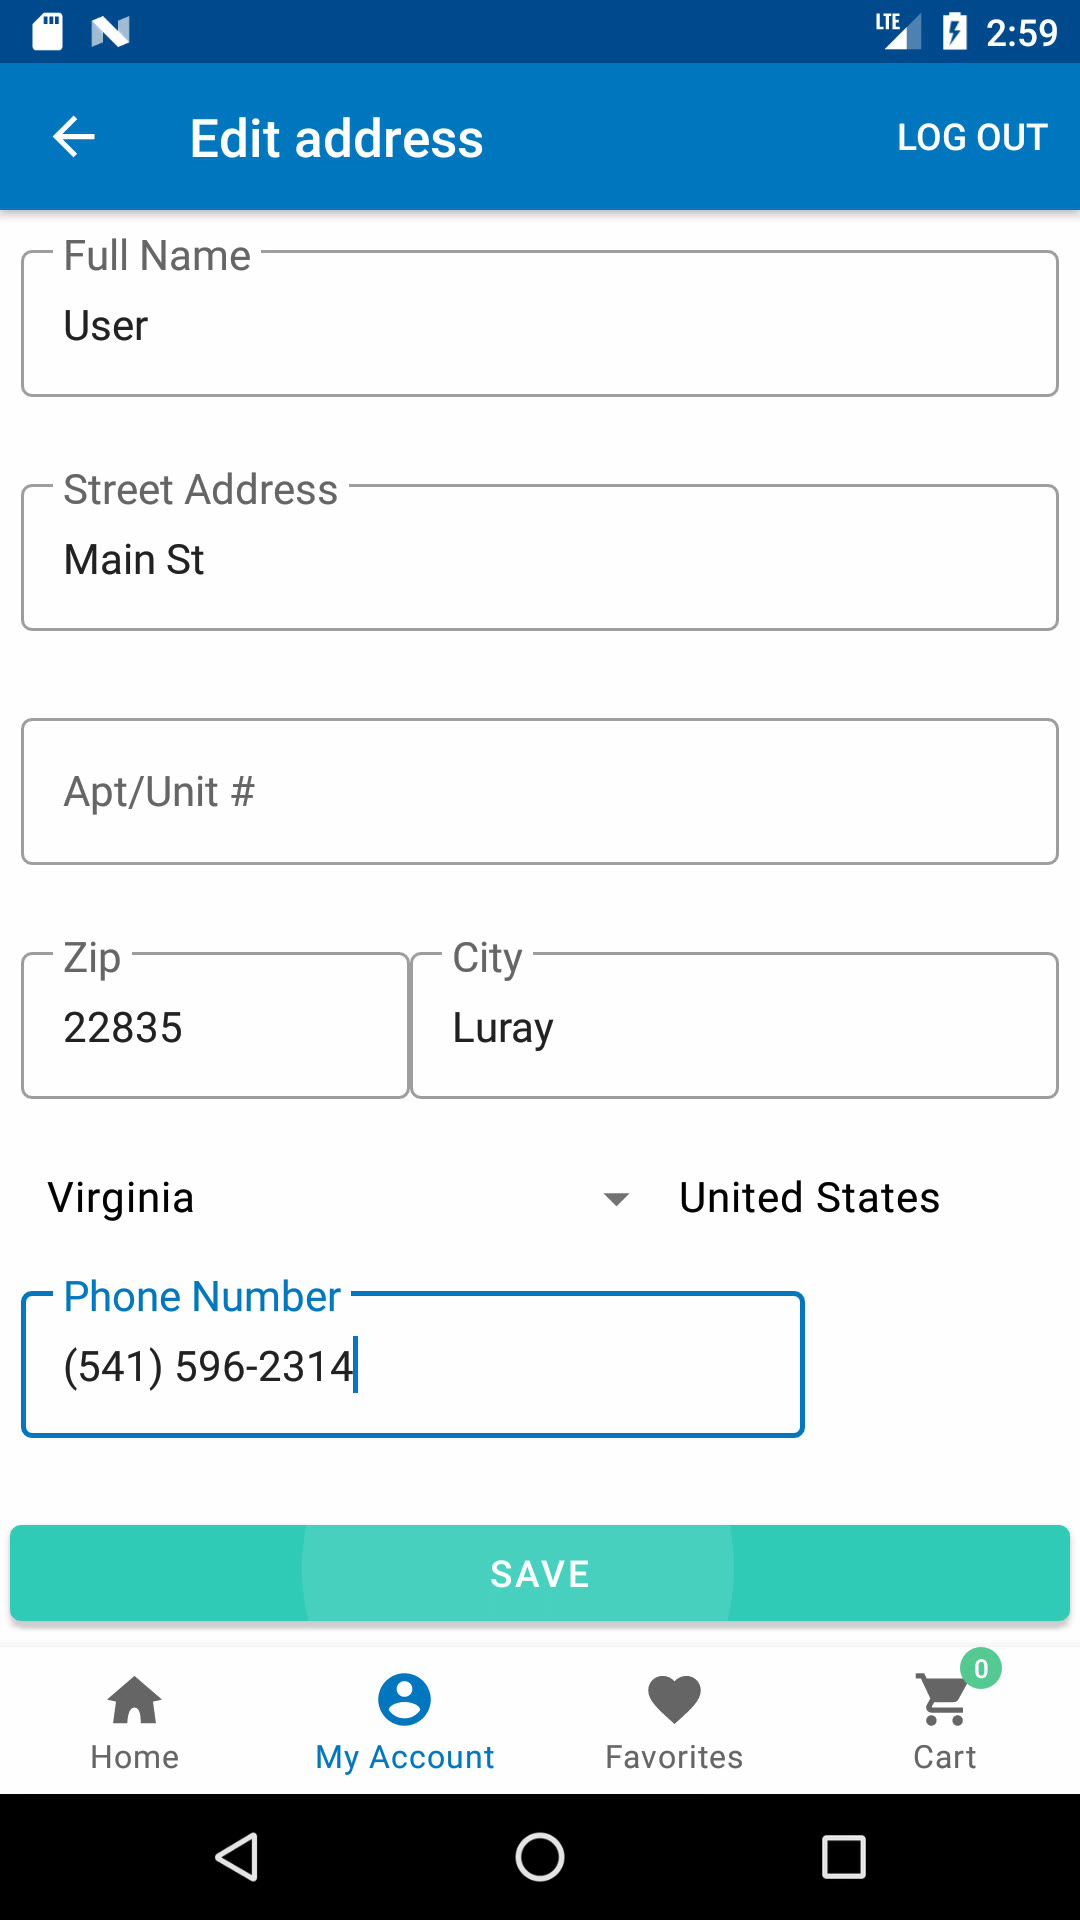 LTE 2:59
Edit address LOG OUT
Full Name
User
Street Address
Main St
Apt/Unit #
Zip City
22835 Luray
Virginia United States
Phone Number
(541) 596-2314
SAVE
0
Home My Account Favorites Cart